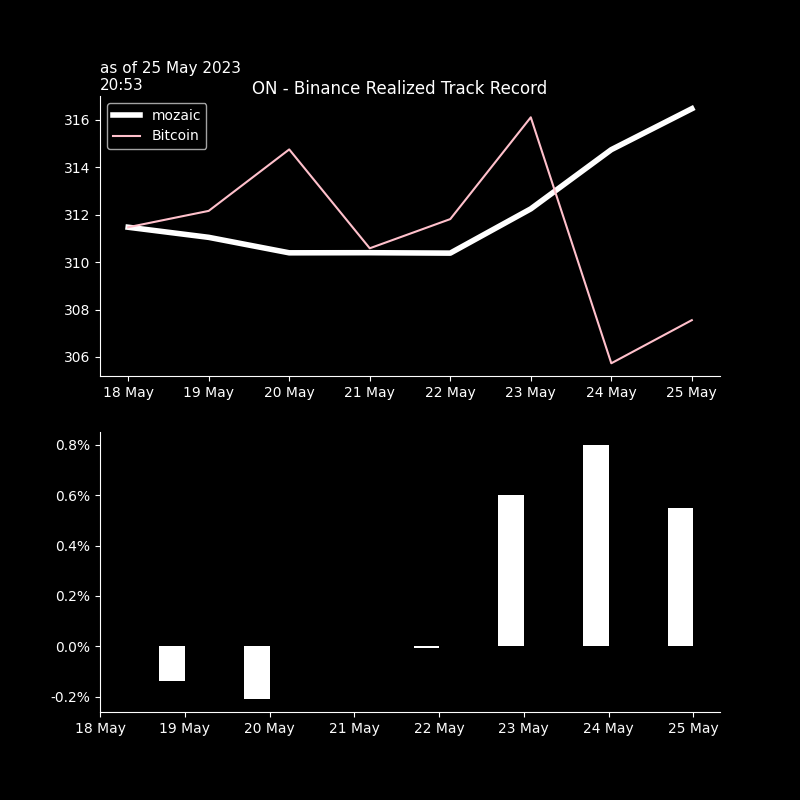 as of 25 May 2023
20:53
ON - Binance Realized Track Record
mozaic
Bitcoin
316
314
312
310
308
306
18 May 19 May 20 May 21 May 22 May 23 May 24 May 25 May
0.8%
0.6%
0.4%
0.2%
0.0%
-0.2%
18 May 19 May 20 May 21 May 22 May 23 May 24 May 25 May